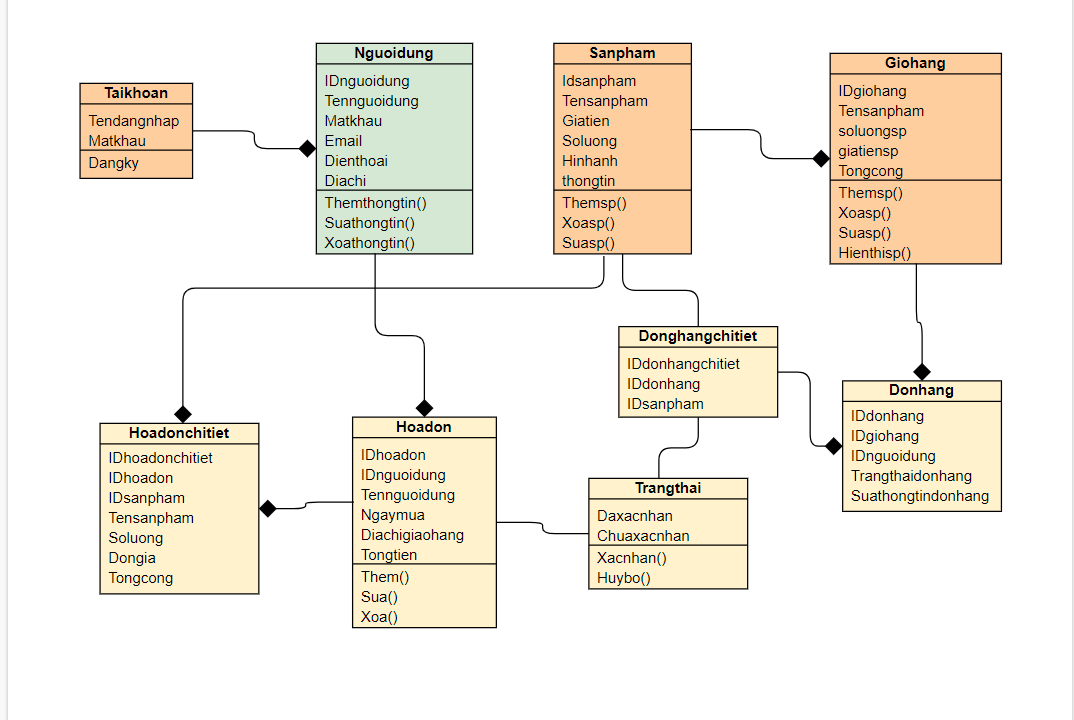 Taikhoan
Tendangnhap
Matkhau
Dangky
Nguoidung
IDnguoidung
Tennguoidung
Matkhau
Email
Dienthoai
Diachi
Themthongtin()
Suathongtin()
Xoathongtin()
Sanpham
Idsanpham
Tensanpham
Giatien
Soluong
Hinhanh
thongtin
Themsp()
Xoasp()
Suasp()
Giohang
IDgiohang
Tensanpham
soluongsp
giatiensp
Tongcong
Themsp()
Xoasp()
Suasp()
Hienthisp()
Hoadonchitiet
IDhoadonchitiet
IDhoadon
IDsanpham
Tensanpham
Soluong
Dongia
Tongcong
Hoadon
IDhoadon
IDnguoidung
Tennguoidung
Ngaymua
Diachigiaohang
Tongtien
Them()
Sua()
Xoa()
Donghangchitiet
IDdonhangchitiet
IDdonhang
IDsanpham
Trangthai
Daxacnhan
Chuaxacnhan
Xacnhan()
Huybo()
Donhang
IDdonhang
IDgiohang
IDnguoidung
Trangthaidonhang
Suathongtindonhang